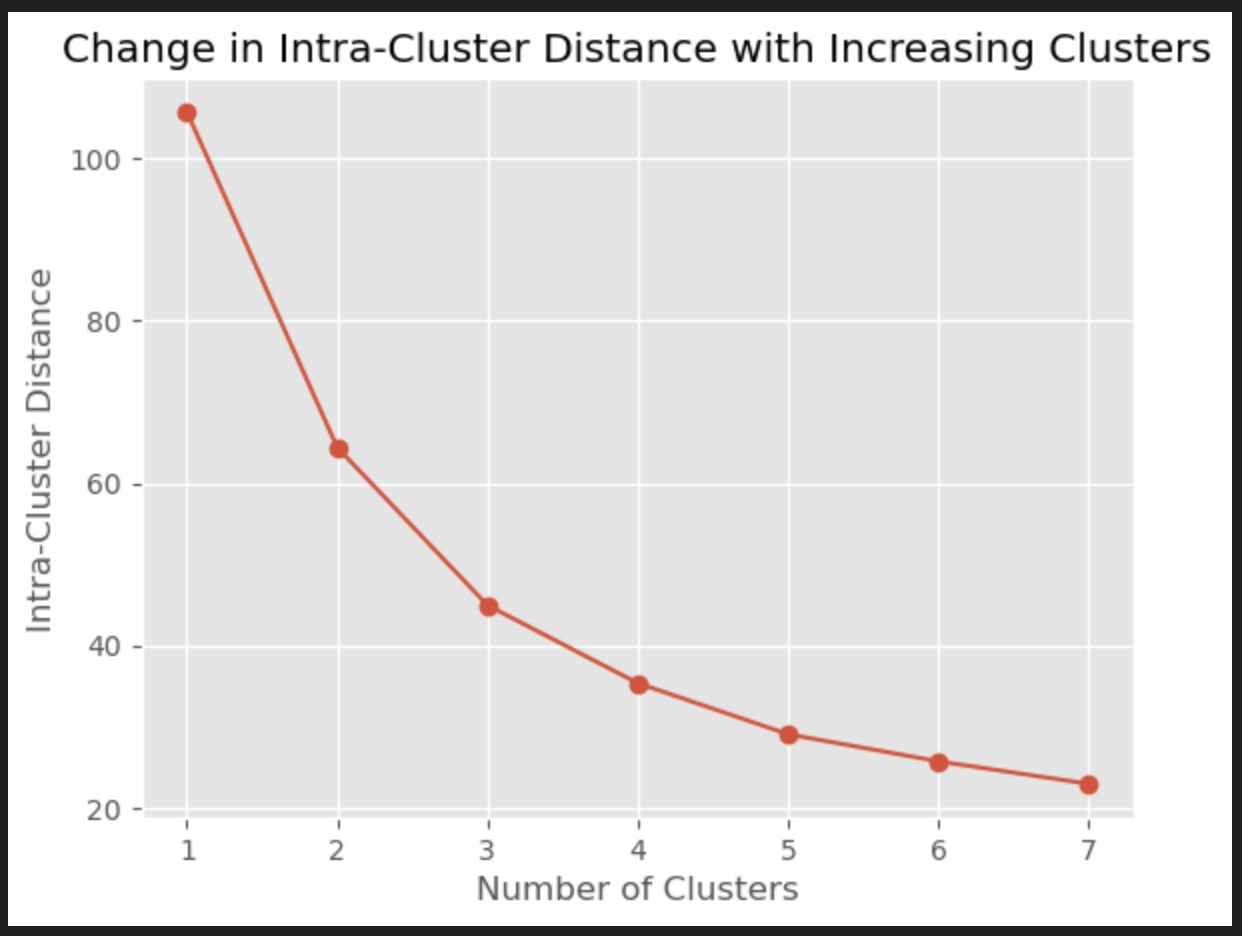 Change in Intra-Cluster Distance with Increasing Clusters
Intra-Cluster Distance
100
80
60
40
20
1 2 3 4 5 6 7
Number of Clusters